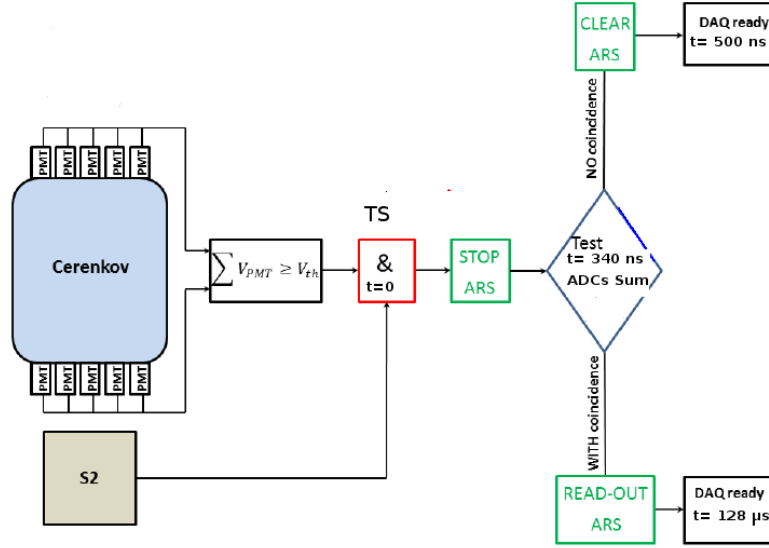 CLEAR
ARS
DAQ ready
t= 500 ns
NO coincidence
PMT PMT PMT PMT PMT
Cerenkov
∑ V_PMT ≥ V_th
TS
&
t=0
STOP
ARS
Test
t= 340 ns
ADCs Sum
PMT PMT PMT PMT PMT
WITH coincidence
S2
READ-OUT
ARS
DAQ ready
t= 128 µs